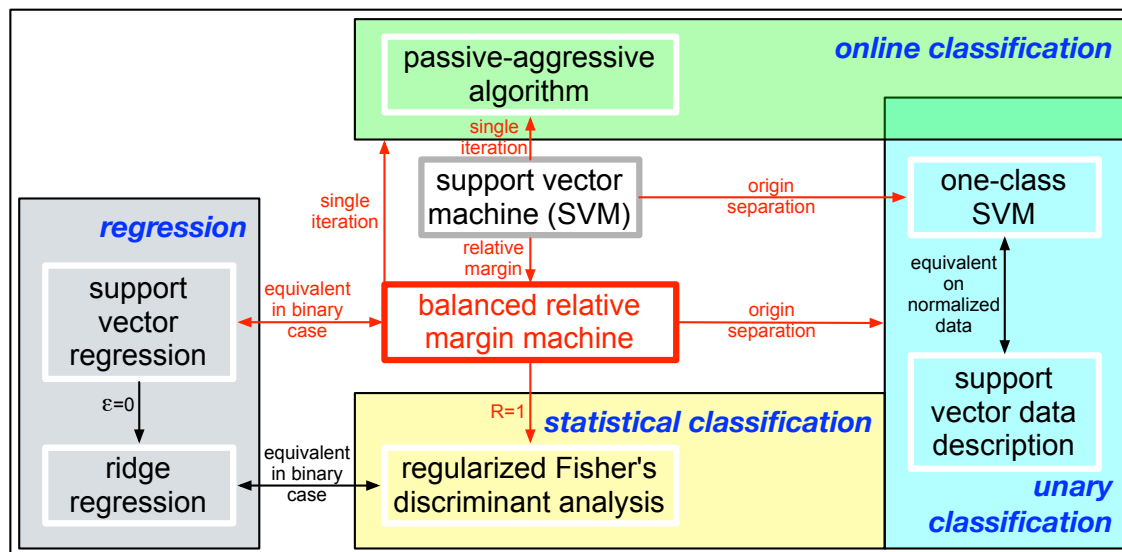 online classification
passive-aggressive
algorithm
single
iteration
support vector
machine (SVM)
origin
separation
one-class
SVM
single
iteration
regression
relative
margin
equivalent
on
normalized
data
support
vector
regression
equivalent
in binary
case
balanced relative
margin machine
origin
separation
support
vector data
description
ε=0
R=1
statistical classification
ridge
regression
equivalent
in binary
case
regularized Fisher's
discriminant analysis
unary
classification